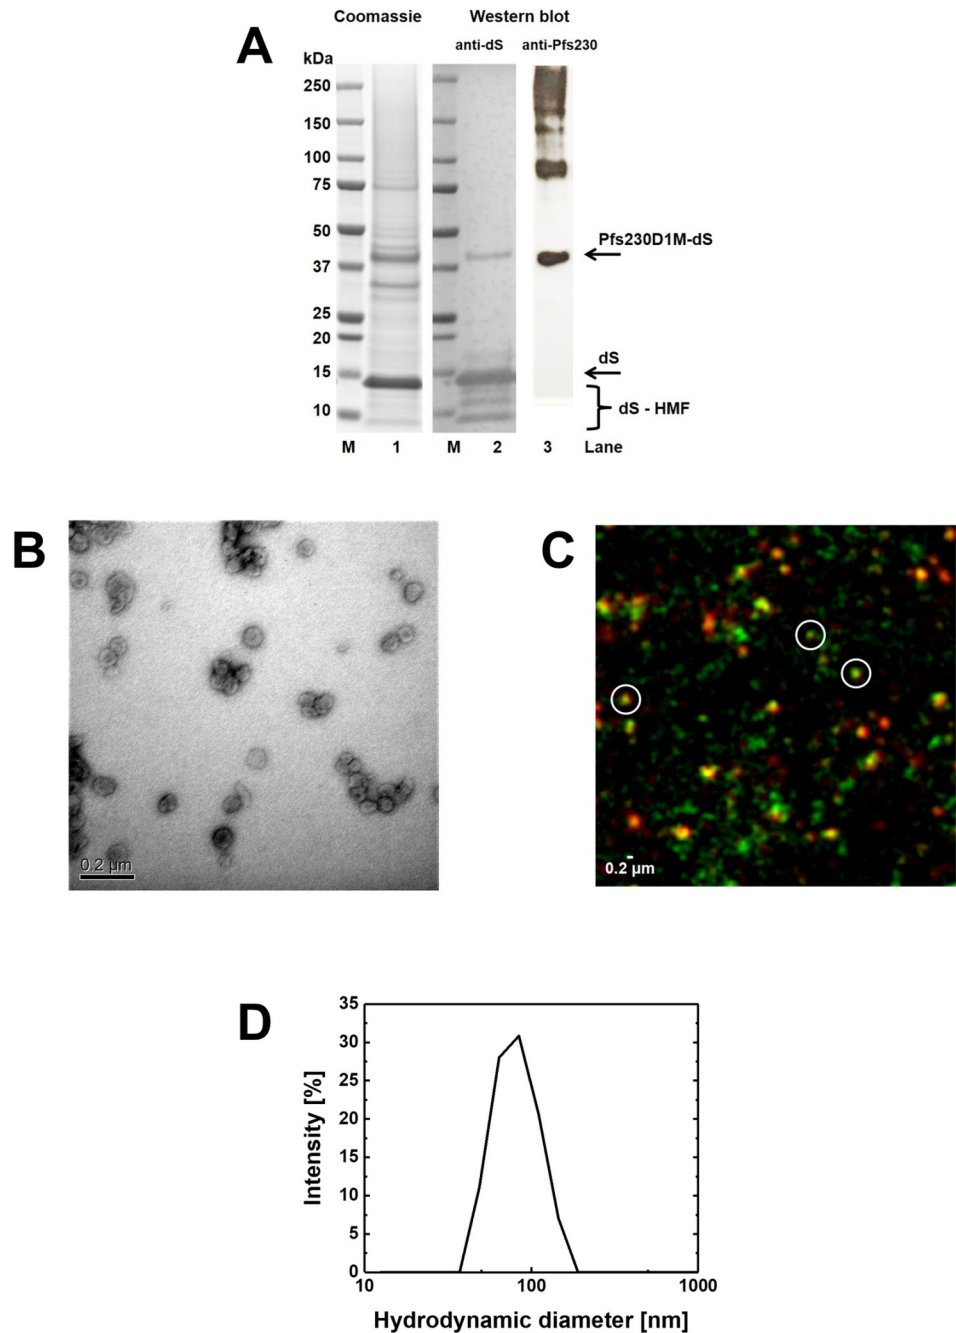 A
Coomassie
Western blot
anti-dS
anti-Pfs230
kDa
250
150
100
75
50
37
25
20
15
10
Pfs230D1M-dS
dS
dS - HMF
M 1 M 2 3 Lane
B
0.2 µm
C
0.2 µm
D
Intensity [%]
35
30
25
20
15
10
5
0
10 100 1000
Hydrodynamic diameter [nm]